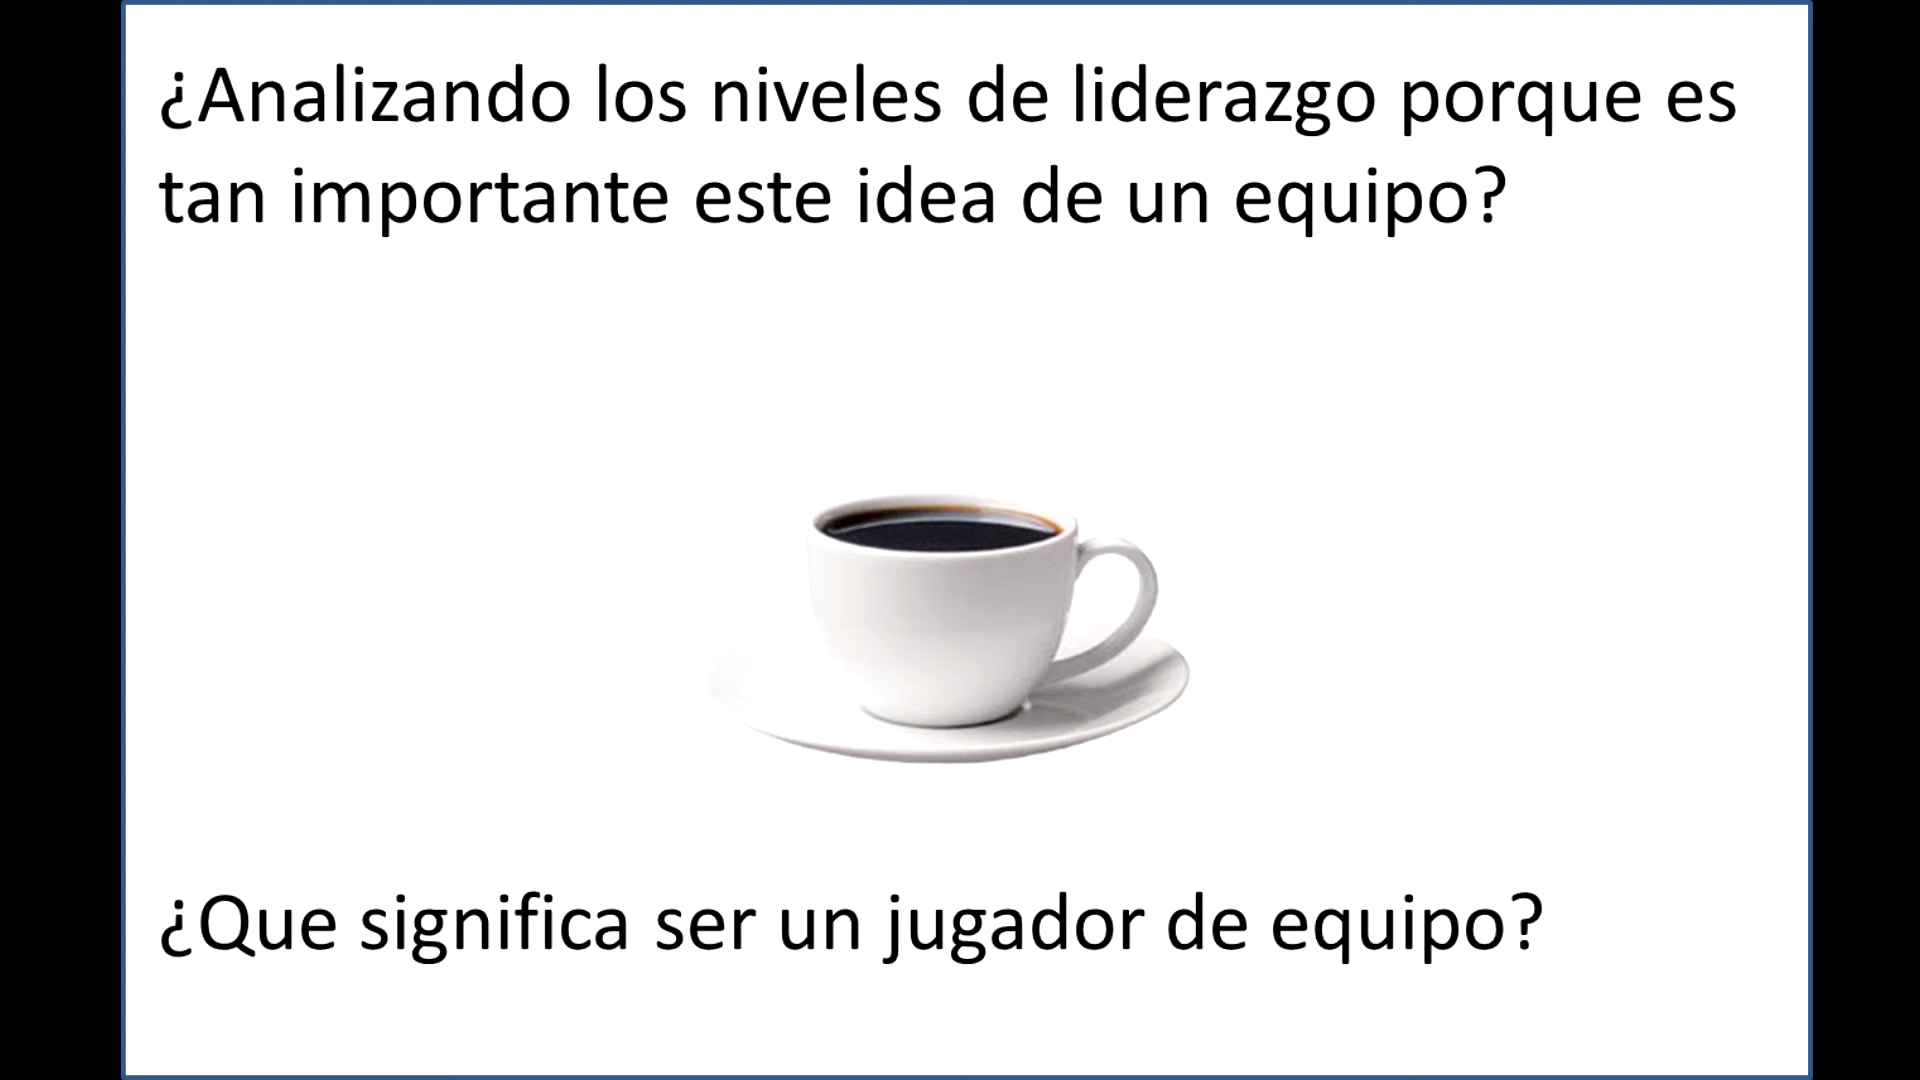 ¿Analizando los niveles de liderazgo porque es
tan importante este idea de un equipo?
¿Que significa ser un jugador de equipo?